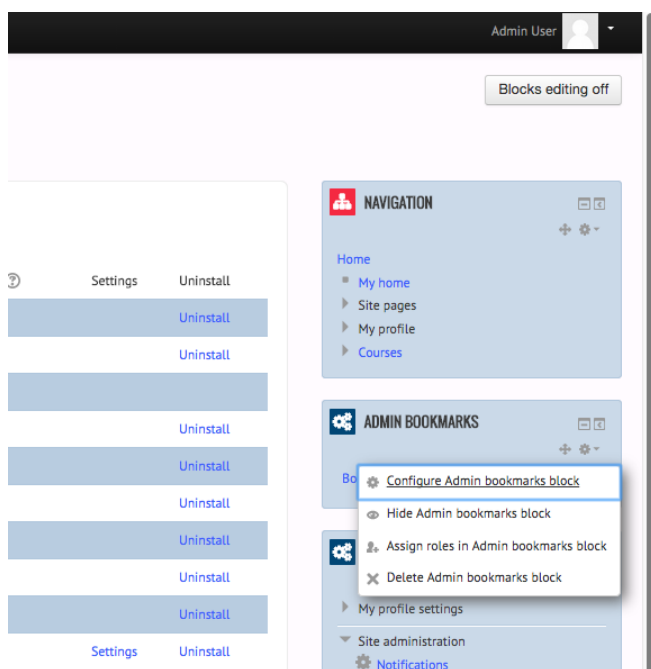 Admin User
Blocks editing off
NAVIGATION
Home
My home
Site pages
My profile
Courses
Settings Uninstall
Uninstall
Uninstall
Uninstall
Uninstall
Uninstall
Uninstall
Uninstall
Uninstall
Settings Uninstall
ADMIN BOOKMARKS
Bo
Configure Admin bookmarks block
Hide Admin bookmarks block
Assign roles in Admin bookmarks block
Delete Admin bookmarks block
My profile settings
Site administration
Notifications